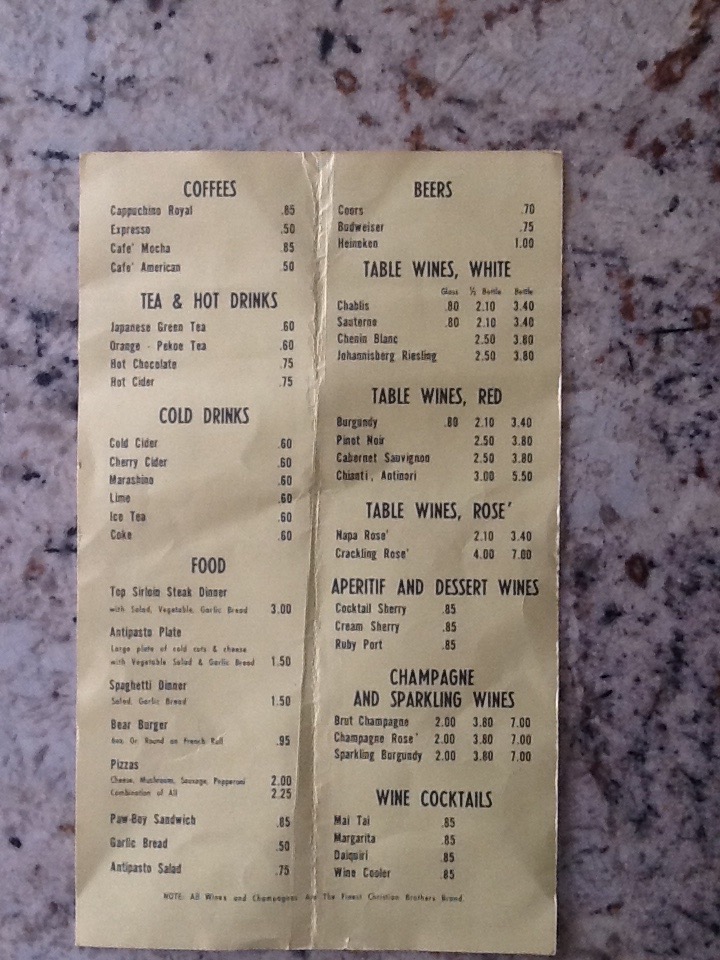 COFFEES
Cappuchino Royal .85
Expresso .50
Cafe' Mocha .85
Cafe' American .50
TEA & HOT DRINKS
Japanese Green Tea .60
Orange - Pekoe Tea .60
Hot Chocolate .75
Hot Cider .75
COLD DRINKS
Cold Cider .60
Cherry Cider .60
Marashino .60
Lime .60
Ice Tea .60
Coke .60
FOOD
Top Sirloin Steak Dinner
with Salad, Vegetable, Garlic Bread 3.00
Antipasto Plate
Large plate of cold cuts & cheese
with Vegetable Salad & Garlic Bread 1.50
Spaghetti Dinner
Salad, Garlic Bread 1.50
Bear Burger
6oz. Gr. Round on French Roll .95
Pizzas
Cheese, Mushroom, Sausage, Pepperoni 2.00
Combination of All 2.25
Paw-Boy Sandwich .85
Garlic Bread .50
Antipasto Salad .75
BEERS
Coors .70
Budweiser .75
Heineken 1.00
TABLE WINES, WHITE
Glass ½ Bottle Bottle
Chablis .80 2.10 3.40
Sauterne .80 2.10 3.40
Chenin Blanc 2.50 3.80
Johannisberg Riesling 2.50 3.80
TABLE WINES, RED
Burgundy .80 2.10 3.40
Pinot Noir 2.50 3.80
Cabernet Sauvignon 2.50 3.80
Chianti, Antinori 3.00 5.50
TABLE WINES, ROSE'
Napa Rose' 2.10 3.40
Crackling Rose' 4.00 7.00
APERITIF AND DESSERT WINES
Cocktail Sherry .85
Cream Sherry .85
Ruby Port .85
CHAMPAGNE
AND SPARKLING WINES
Brut Champagne 2.00 3.80 7.00
Champagne Rose' 2.00 3.80 7.00
Sparkling Burgundy 2.00 3.80 7.00
WINE COCKTAILS
Mai Tai .85
Margarita .85
Daiquiri .85
Wine Cooler .85
NOTE: All Wines and Champagnes Are The Finest Christian Brothers Brand.